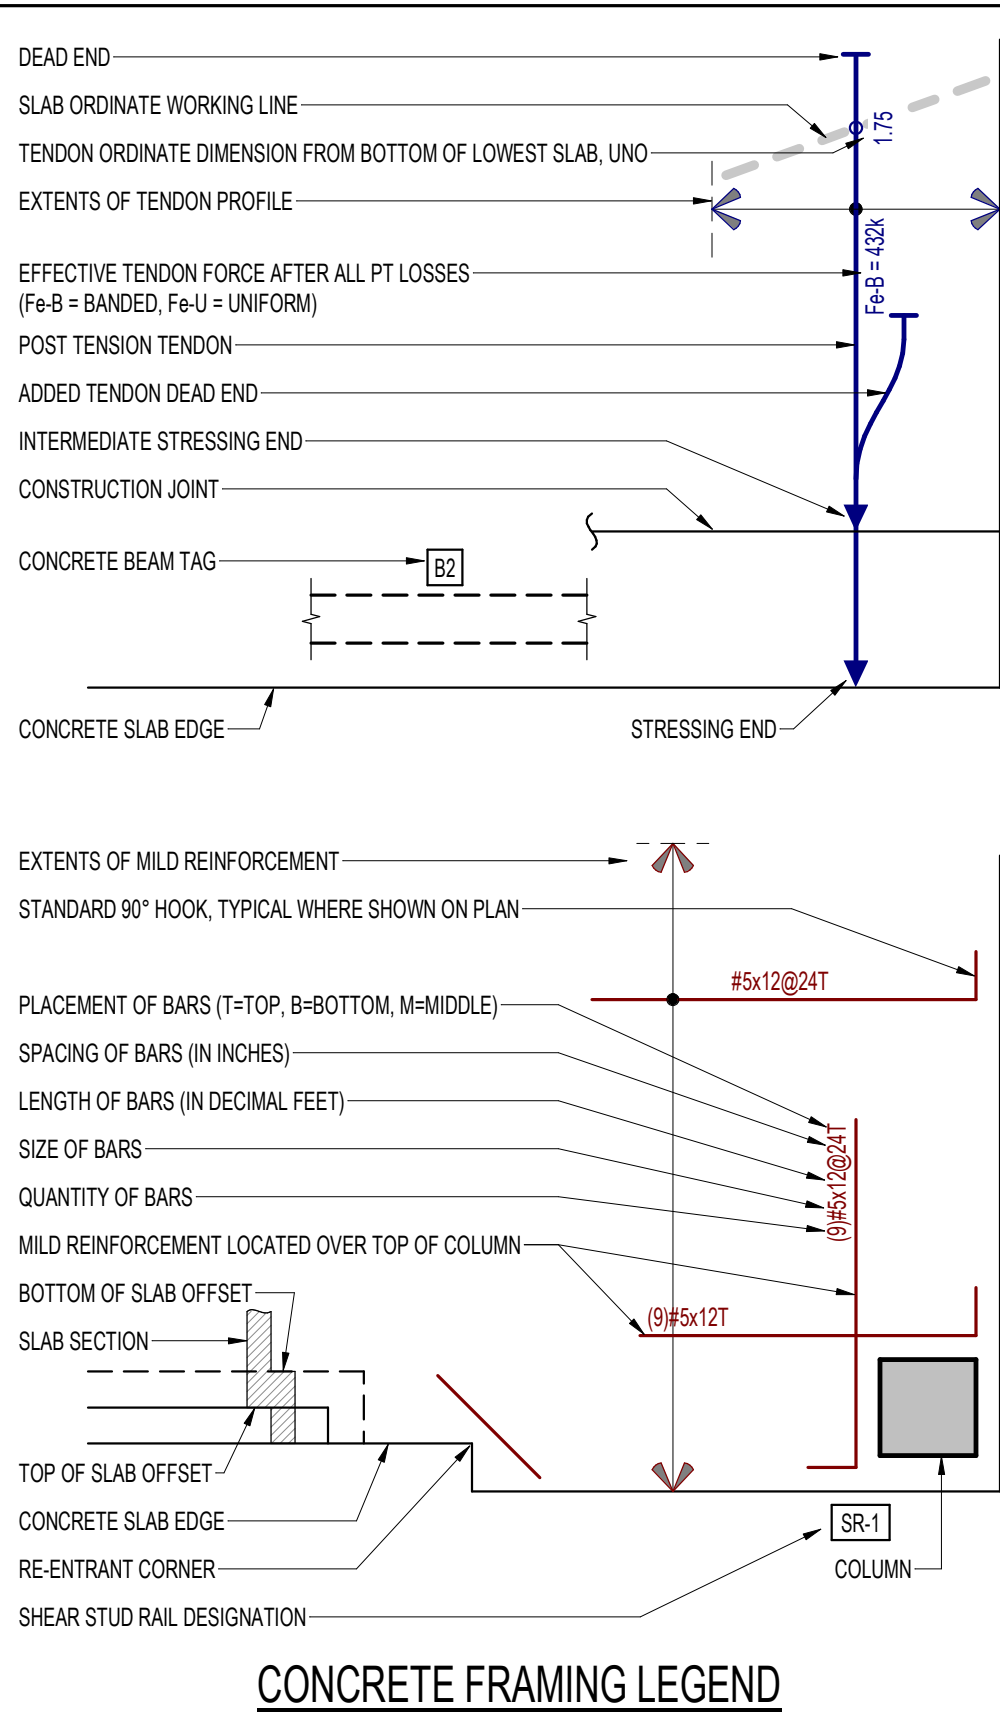 DEAD END
SLAB ORDINATE WORKING LINE
1.75
TENDON ORDINATE DIMENSION FROM BOTTOM OF LOWEST SLAB, UNO
EXTENTS OF TENDON PROFILE
Fe-B = 432k
EFFECTIVE TENDON FORCE AFTER ALL PT LOSSES
(Fe-B = BANDED, Fe-U = UNIFORM)
POST TENSION TENDON
ADDED TENDON DEAD END
INTERMEDIATE STRESSING END
CONSTRUCTION JOINT
CONCRETE BEAM TAG
B2
CONCRETE SLAB EDGE
STRESSING END
EXTENTS OF MILD REINFORCEMENT
STANDARD 90° HOOK, TYPICAL WHERE SHOWN ON PLAN
#5x12@24T
PLACEMENT OF BARS (T=TOP, B=BOTTOM, M=MIDDLE)
SPACING OF BARS (IN INCHES)
LENGTH OF BARS (IN DECIMAL FEET)
SIZE OF BARS
(9)#5x12@24T
QUANTITY OF BARS
MILD REINFORCEMENT LOCATED OVER TOP OF COLUMN
BOTTOM OF SLAB OFFSET
(9)#5x12T
SLAB SECTION
TOP OF SLAB OFFSET
CONCRETE SLAB EDGE
SR-1
RE-ENTRANT CORNER
COLUMN
SHEAR STUD RAIL DESIGNATION
CONCRETE FRAMING LEGEND